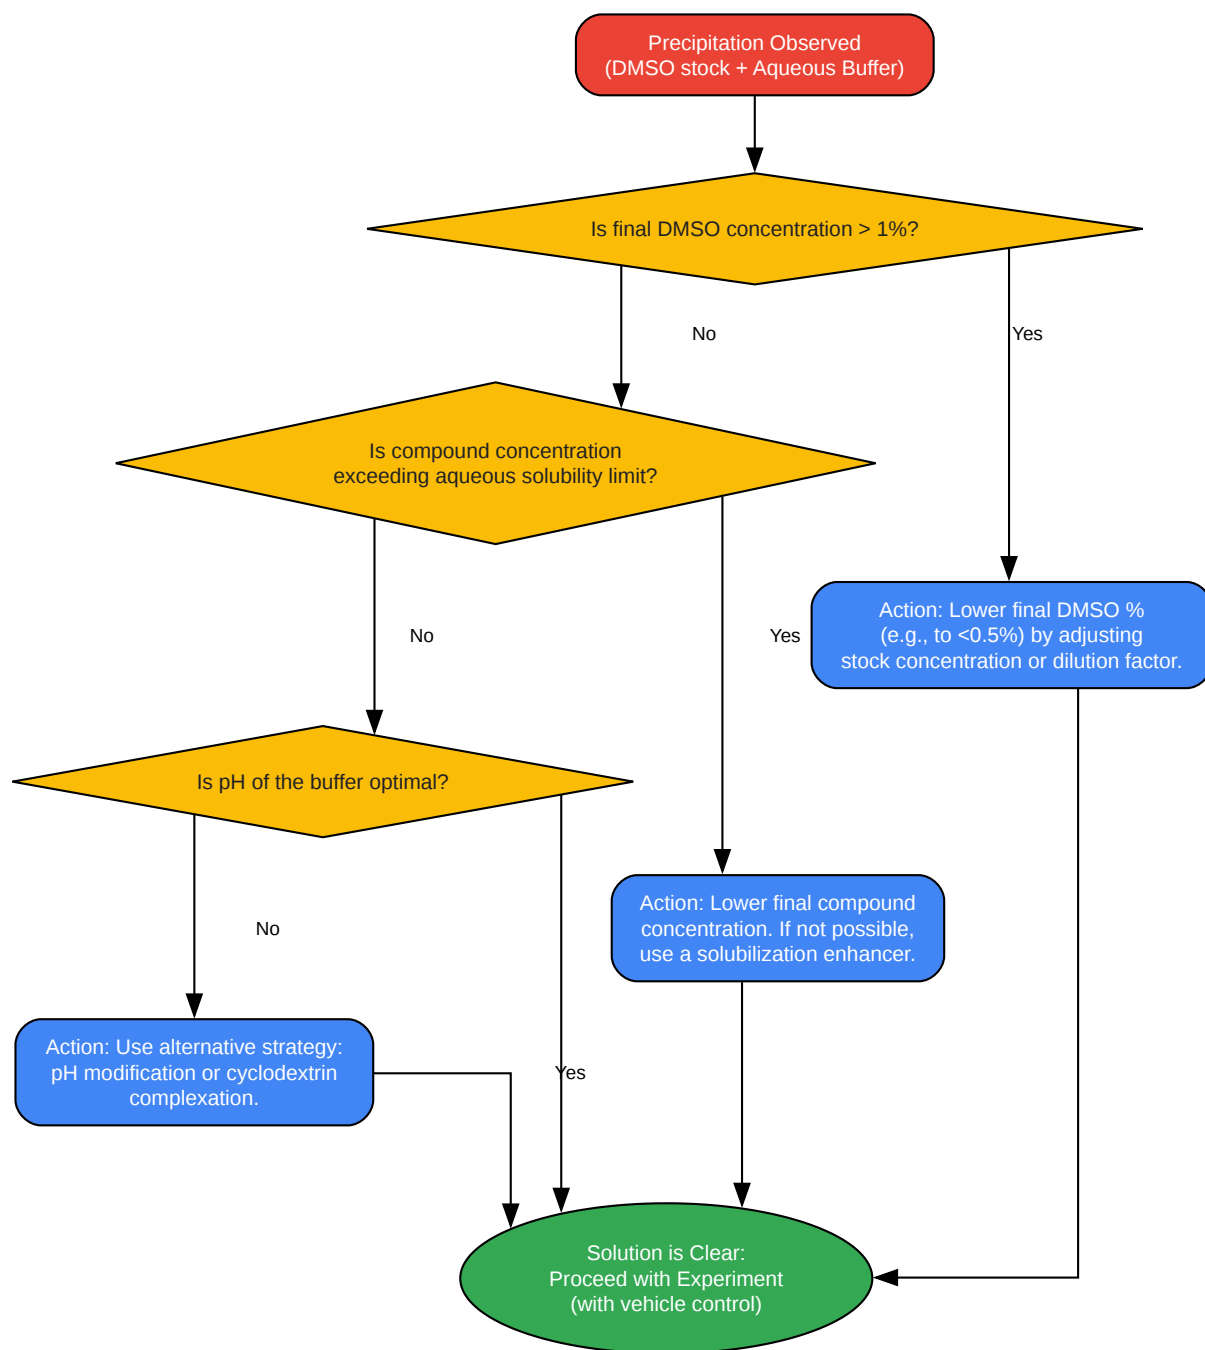 Precipitation Observed
(DMSO stock + Aqueous Buffer)
Is final DMSO concentration > 1%?
No
Yes
Is compound concentration
exceeding aqueous solubility limit?
No
Yes
Action: Lower final DMSO %
(e.g., to <0.5%) by adjusting
stock concentration or dilution factor.
Is pH of the buffer optimal?
No
Yes
Action: Lower final compound
concentration. If not possible,
use a solubilization enhancer.
Action: Use alternative strategy:
pH modification or cyclodextrin
complexation.
Solution is Clear:
Proceed with Experiment
(with vehicle control)